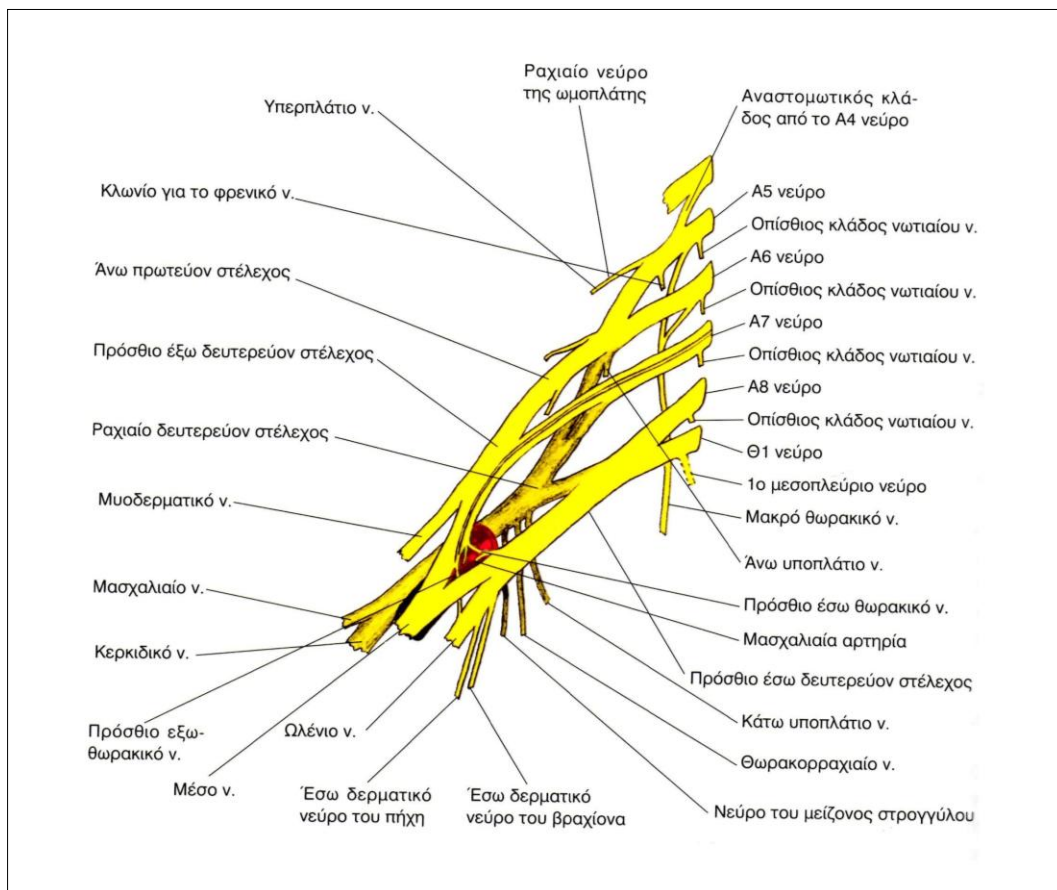 Ραχιαίο νεύρο
της ωμοπλάτης
Υπερπλάτιο ν.
Αναστομωτικός κλά-
δος από το Α4 νεύρο
Κλωνίο για το φρενικό ν.
Α5 νεύρο
Οπίσθιος κλάδος νωτιαίου ν.
Α6 νεύρο
Άνω πρωτεύον στέλεχος
Οπίσθιος κλάδος νωτιαίου ν.
Α7 νεύρο
Πρόσθιο έξω δευτερεύον στέλεχος
Οπίσθιος κλάδος νωτιαίου ν.
Α8 νεύρο
Ραχιαίο δευτερεύον στέλεχος
Οπίσθιος κλάδος νωτιαίου ν.
Θ1 νεύρο
1ο μεσοπλεύριο νεύρο
Μυοδερματικό ν.
Μακρό θωρακικό ν.
Άνω υποπλάτιο ν.
Μασχαλιαίο ν.
Πρόσθιο έσω θωρακικό ν.
Μασχαλιαία αρτηρία
Κερκιδικό ν.
Πρόσθιο έσω δευτερεύον στέλεχος
Πρόσθιο εξω-
θωρακικό ν.
Ωλένιο ν.
Κάτω υποπλάτιο ν.
Θωρακορραχιαίο ν.
Μέσο ν.
Έσω δερματικό
νεύρο του πήχη
Έσω δερματικό
νεύρο του βραχίονα
Νεύρο του μείζονος στρογγύλου